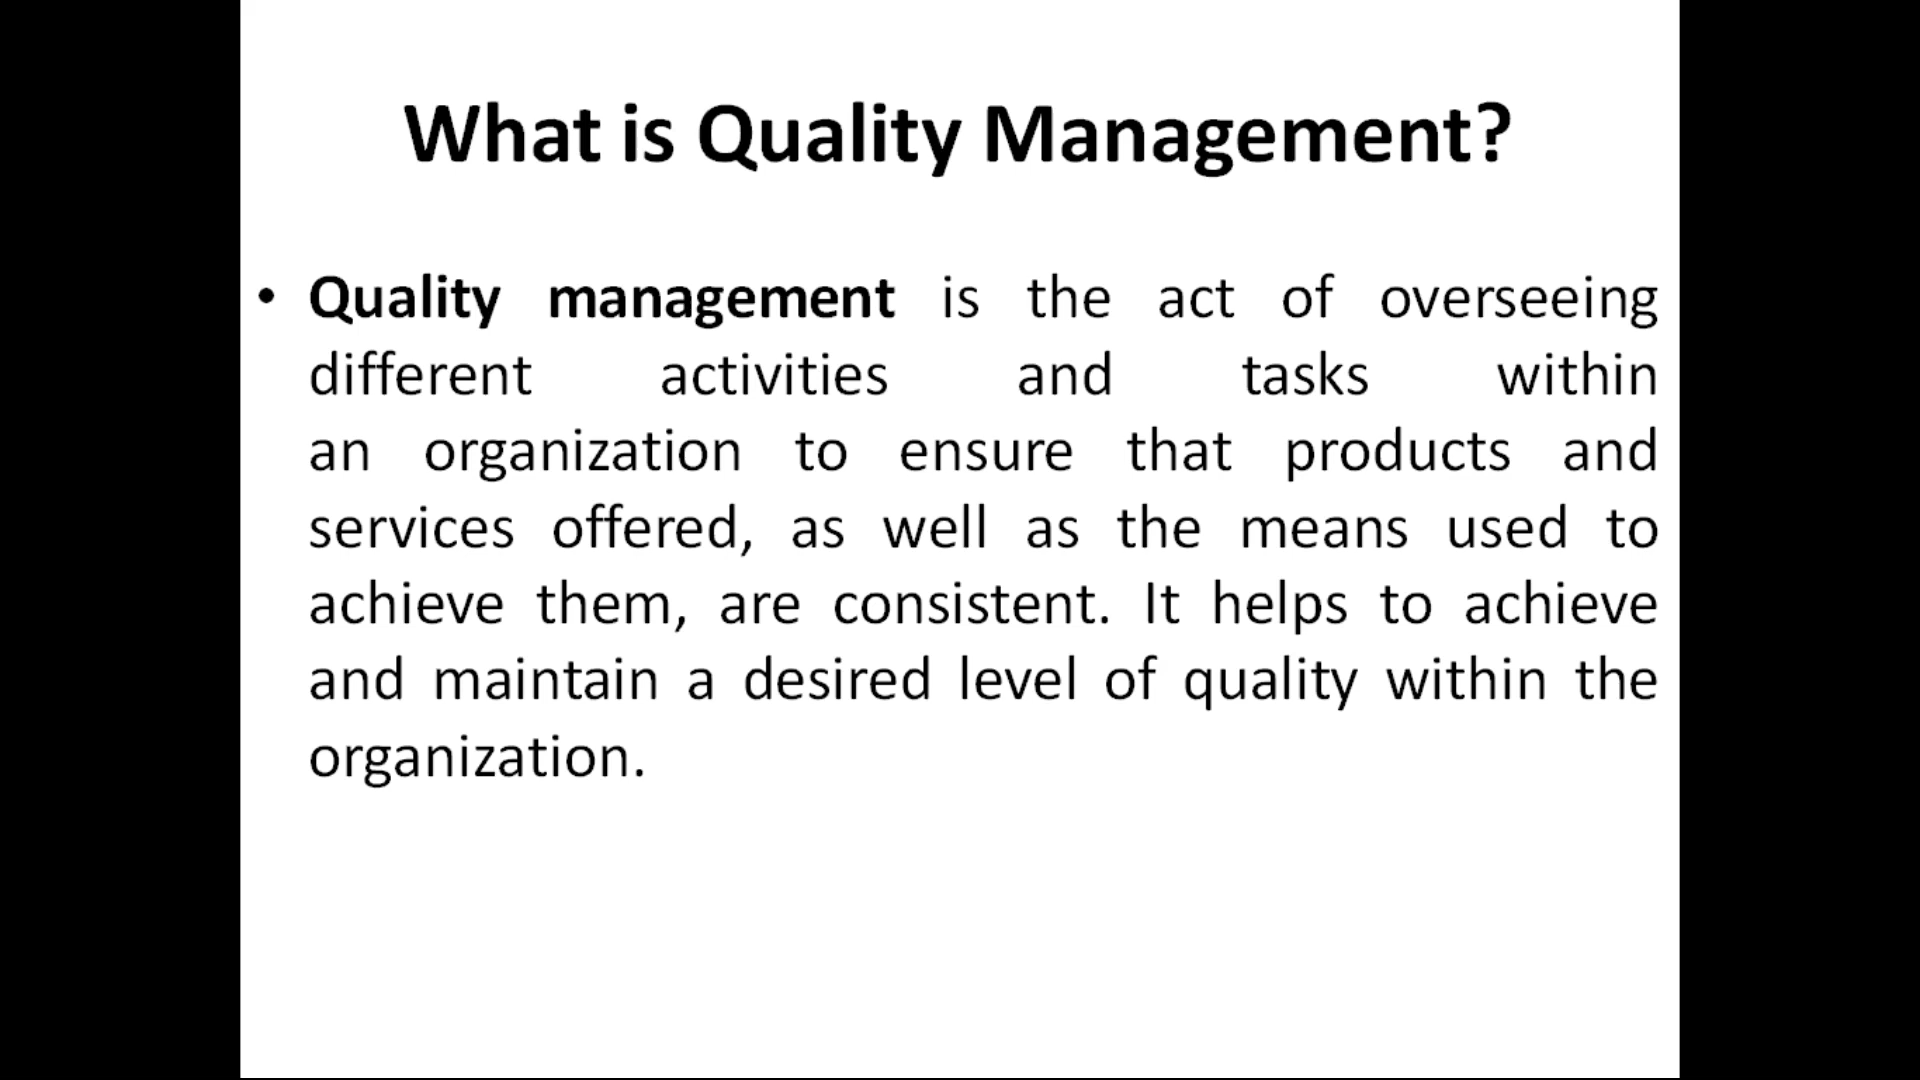 What is Quality Management?
• Quality management is the act of overseeing
different activities and tasks within
an organization to ensure that products and
services offered, as well as the means used to
achieve them, are consistent. It helps to achieve
and maintain a desired level of quality within the
organization.